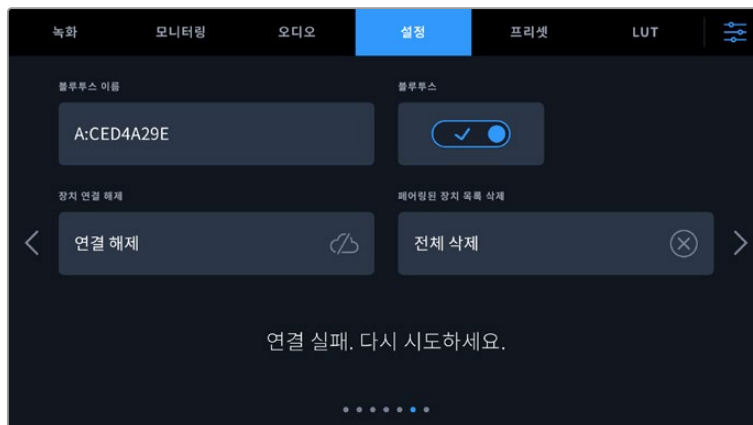 녹화 모니터링 오디오 설정 프리셋 LUT
블루투스 이름 블루투스
A:CED4A29E
장치 연결 해제 페어링된 장치 목록 삭제
연결 해제 전체 삭제
연결 실패. 다시 시도하세요.